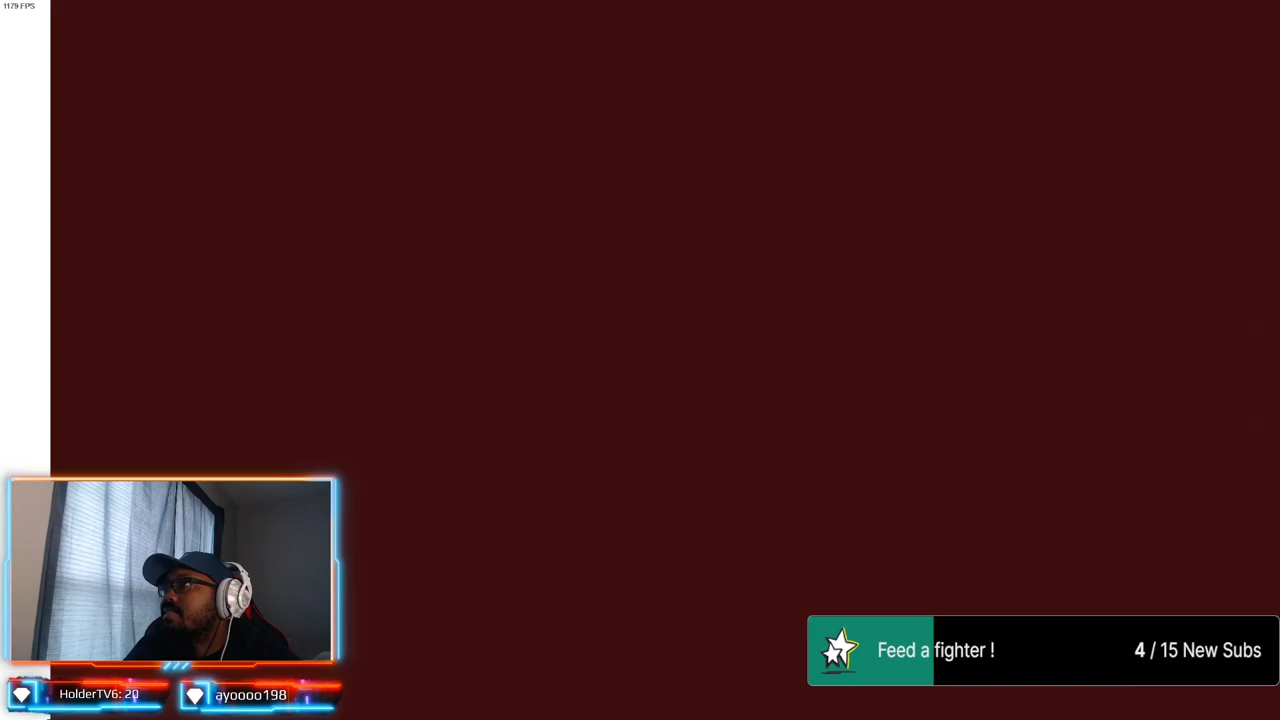 1179 FPS
Feed a fighter !
4 / 15 New Subs
HolderTV6: 20
ayoooo198